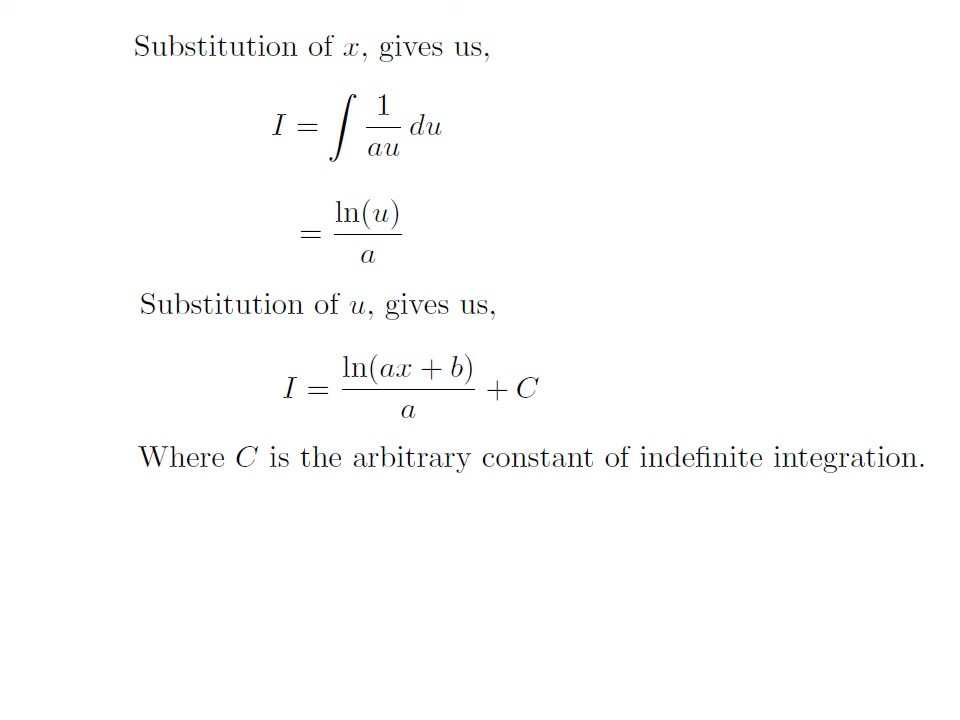 Substitution of x, gives us,
I = ∫ 1/au du
= ln(u)/a
Substitution of u, gives us,
I = ln(ax + b)/a + C
Where C is the arbitrary constant of indefinite integration.